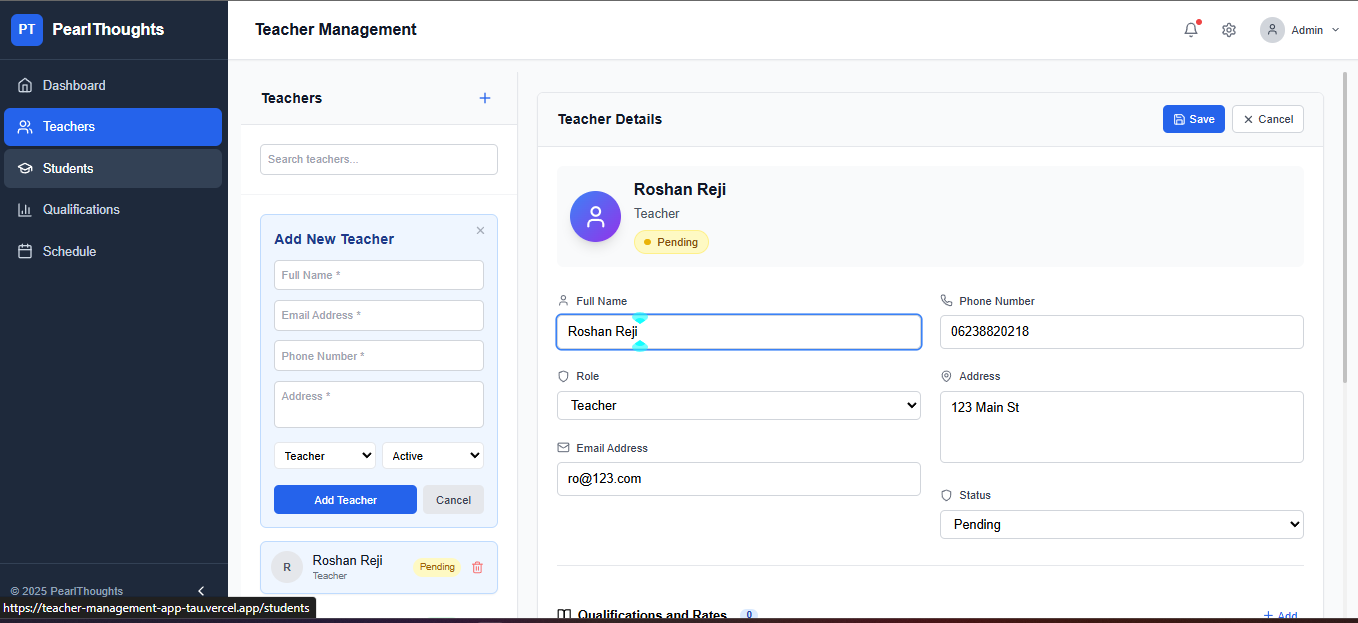 PT PearlThoughts
Dashboard
Teachers
Students
Qualifications
Schedule
© 2025 PearlThoughts
https://teacher-management-app-tau.vercel.app/students
Teacher Management
Admin
Teachers
Search teachers...
Add New Teacher
Full Name *
Email Address *
Phone Number *
Address *
Teacher Active
Add Teacher Cancel
R Roshan Reji Pending
Teacher
Teacher Details
Save Cancel
Roshan Reji
Teacher
Pending
Full Name
Roshan Reji
Phone Number
06238820218
Role
Teacher
Address
123 Main St
Email Address
ro@123.com
Status
Pending
Qualifications and Rates 0
+ Add